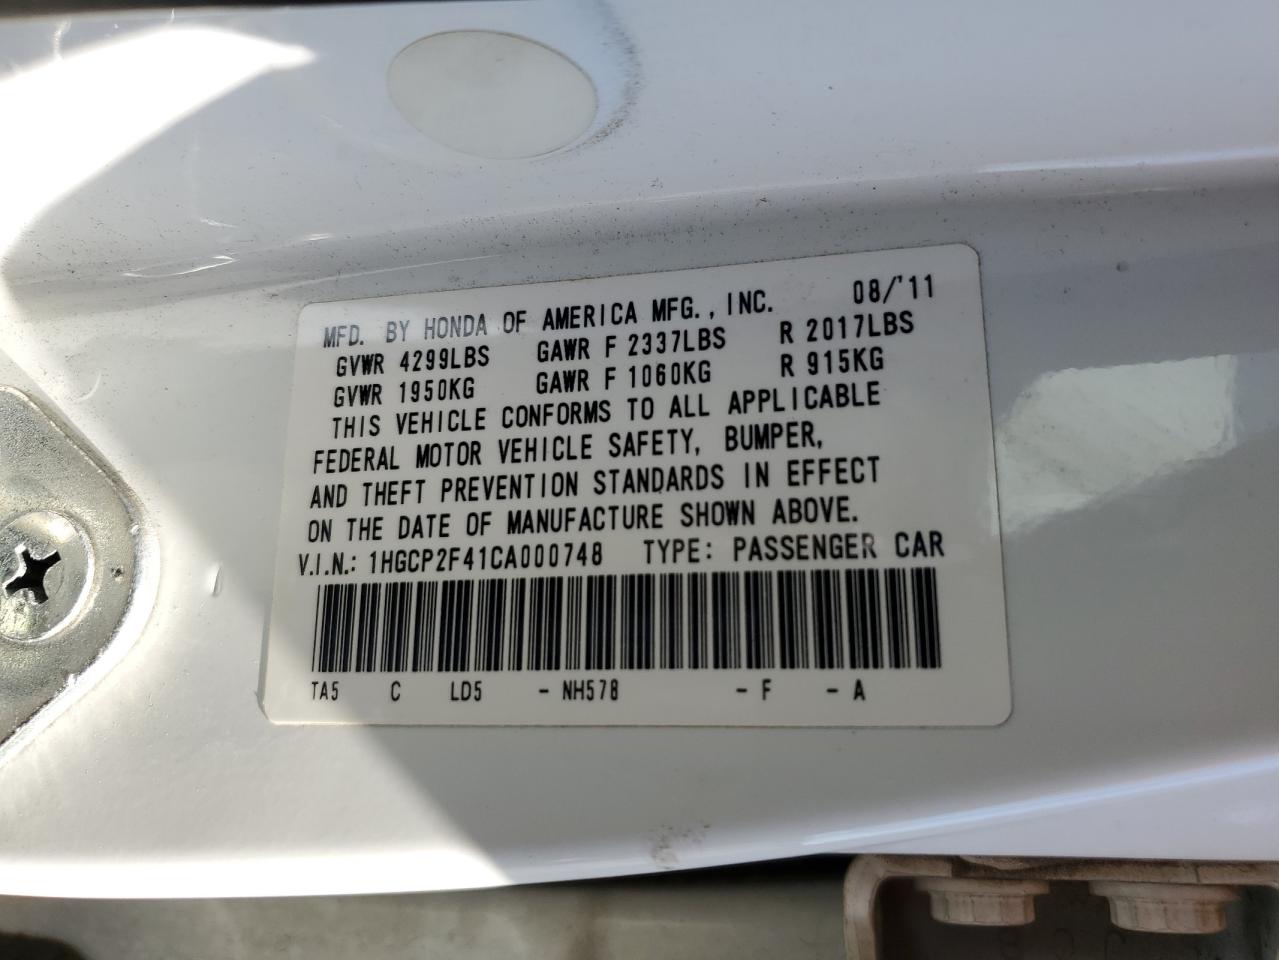 MFD. BY HONDA OF AMERICA MFG., INC. 08/'11
GVWR 4299LBS GAWR F 2337LBS R 2017LBS
GVWR 1950KG GAWR F 1060KG R 915KG
THIS VEHICLE CONFORMS TO ALL APPLICABLE
FEDERAL MOTOR VEHICLE SAFETY, BUMPER,
AND THEFT PREVENTION STANDARDS IN EFFECT
ON THE DATE OF MANUFACTURE SHOWN ABOVE.
V.I.N.: 1HGCP2F41CA000748 TYPE: PASSENGER CAR
TA5 C LD5 - NH578 - F - A